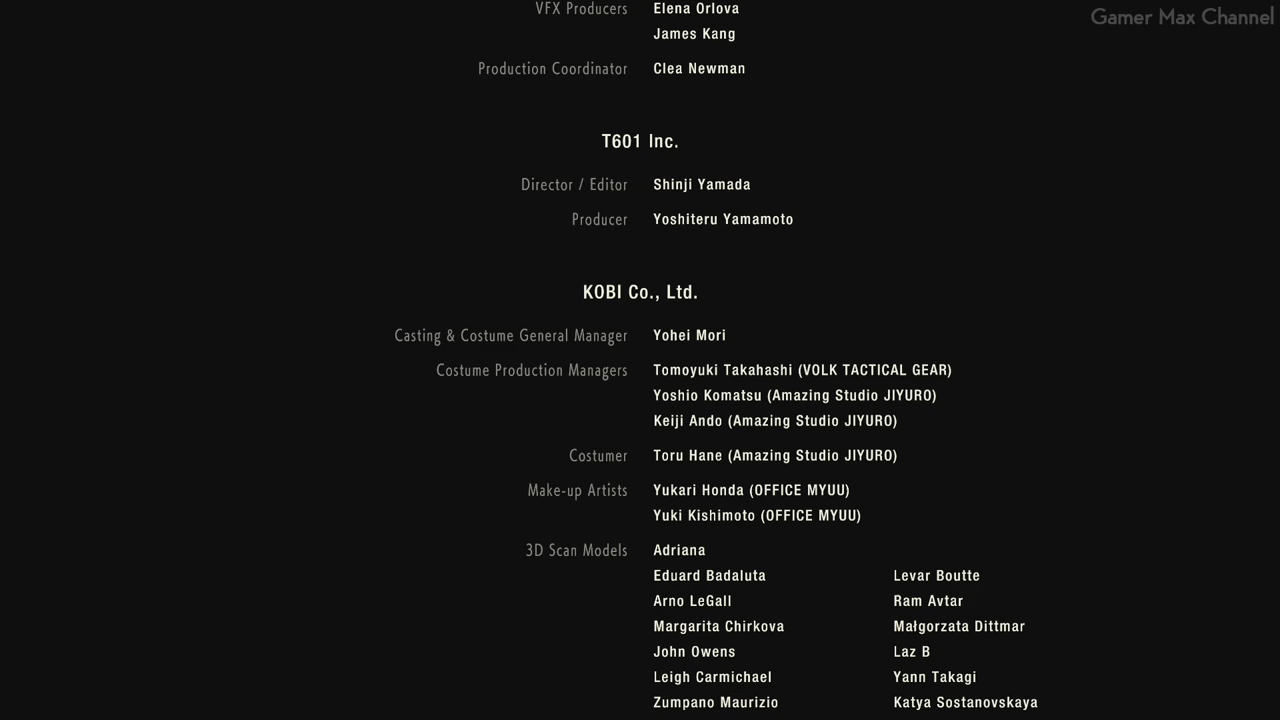 Gamer Max Channel
VFX Producers Elena Orlova
James Kang
Production Coordinator Clea Newman
T601 Inc.
Director / Editor Shinji Yamada
Producer Yoshiteru Yamamoto
KOBI Co., Ltd.
Casting & Costume General Manager Yohei Mori
Costume Production Managers Tomoyuki Takahashi (VOLK TACTICAL GEAR)
Yoshio Komatsu (Amazing Studio JIYURO)
Keiji Ando (Amazing Studio JIYURO)
Costumer Toru Hane (Amazing Studio JIYURO)
Make-up Artists Yukari Honda (OFFICE MYUU)
Yuki Kishimoto (OFFICE MYUU)
3D Scan Models Adriana
Eduard Badaluta Levar Boutte
Arno LeGall Ram Avtar
Margarita Chirkova Małgorzata Dittmar
John Owens Laz B
Leigh Carmichael Yann Takagi
Zumpano Maurizio Katya Sostanovskaya